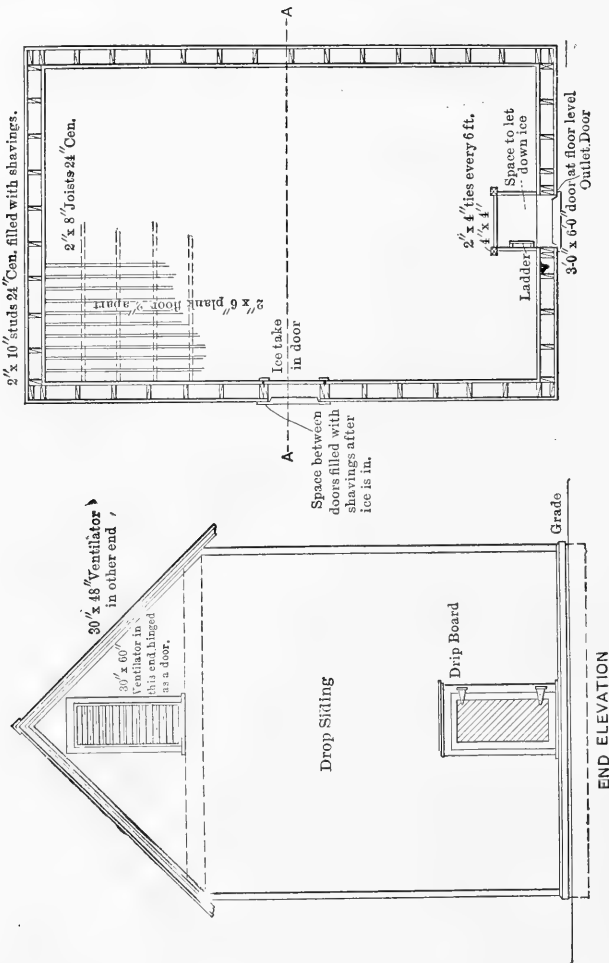 2"x 10" studs 24" Cen. filled with shavings.
2"x 8" Joists 24" Cen.
2" x 6" plank floor 2" apart
A
A
Ice take
in door
Space between
doors filled with
shavings after
ice is in.
2"x 4" ties every 6 ft.
4"x 4"
Space to let
down ice
Ladder
3-0"x 6-0" door at floor level
Outlet Door
30" x 48" Ventilator
in other end
30" x 60"
Ventilator in
this end hinged
as a door.
Drop Siding
Drip Board
Grade
END ELEVATION